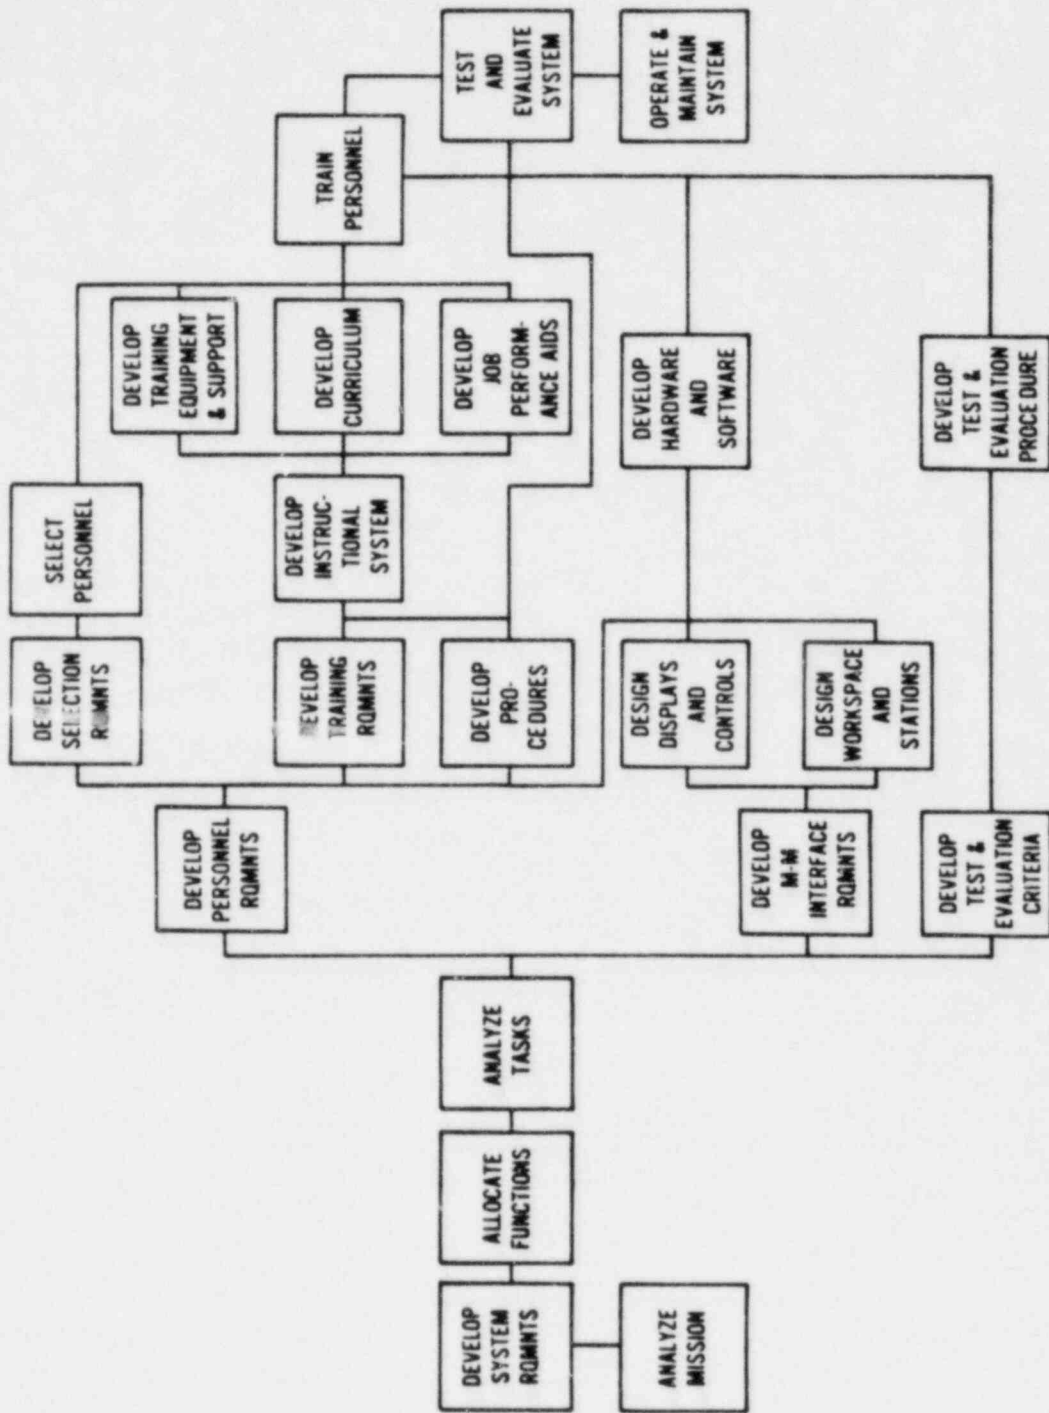 ANALYZE
MISSION
DEVELOP
SYSTEM
RQMNTS
ALLOCATE
FUNCTIONS
ANALYZE
TASKS
DEVELOP
PERSONNEL
RQMNTS
DEVELOP
M-M
INTERFACE
RQMNTS
DEVELOP
TEST &
EVALUATION
CRITERIA
DEVELOP
SELECTION
RQMNTS
DEVELOP
TRAINING
RQMNTS
DEVELOP
PRO-
CEDURES
DESIGN
DISPLAYS
AND
CONTROLS
DESIGN
WORKSPACE
AND
STATIONS
SELECT
PERSONNEL
DEVELOP
INSTRUC-
TIONAL
SYSTEM
DEVELOP
TRAINING
EQUIPMENT
& SUPPORT
DEVELOP
CURRICULUM
DEVELOP
JOB
PERFORM-
ANCE AIDS
DEVELOP
HARDWARE
AND
SOFTWARE
DEVELOP
TEST &
EVALUATION
PROCEDURE
TRAIN
PERSONNEL
TEST
AND
EVALUATE
SYSTEM
OPERATE &
MAINTAIN
SYSTEM